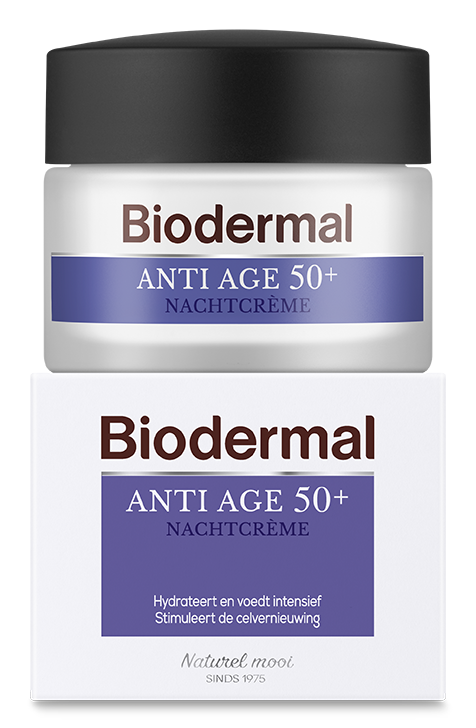 Biodermal
ANTI AGE 50+
NACHTCRÈME
Biodermal
ANTI AGE 50+
NACHTCRÈME
Hydrateert en voedt intensief
Stimuleert de celvernieuwing
Naturel mooi
SINDS 1975